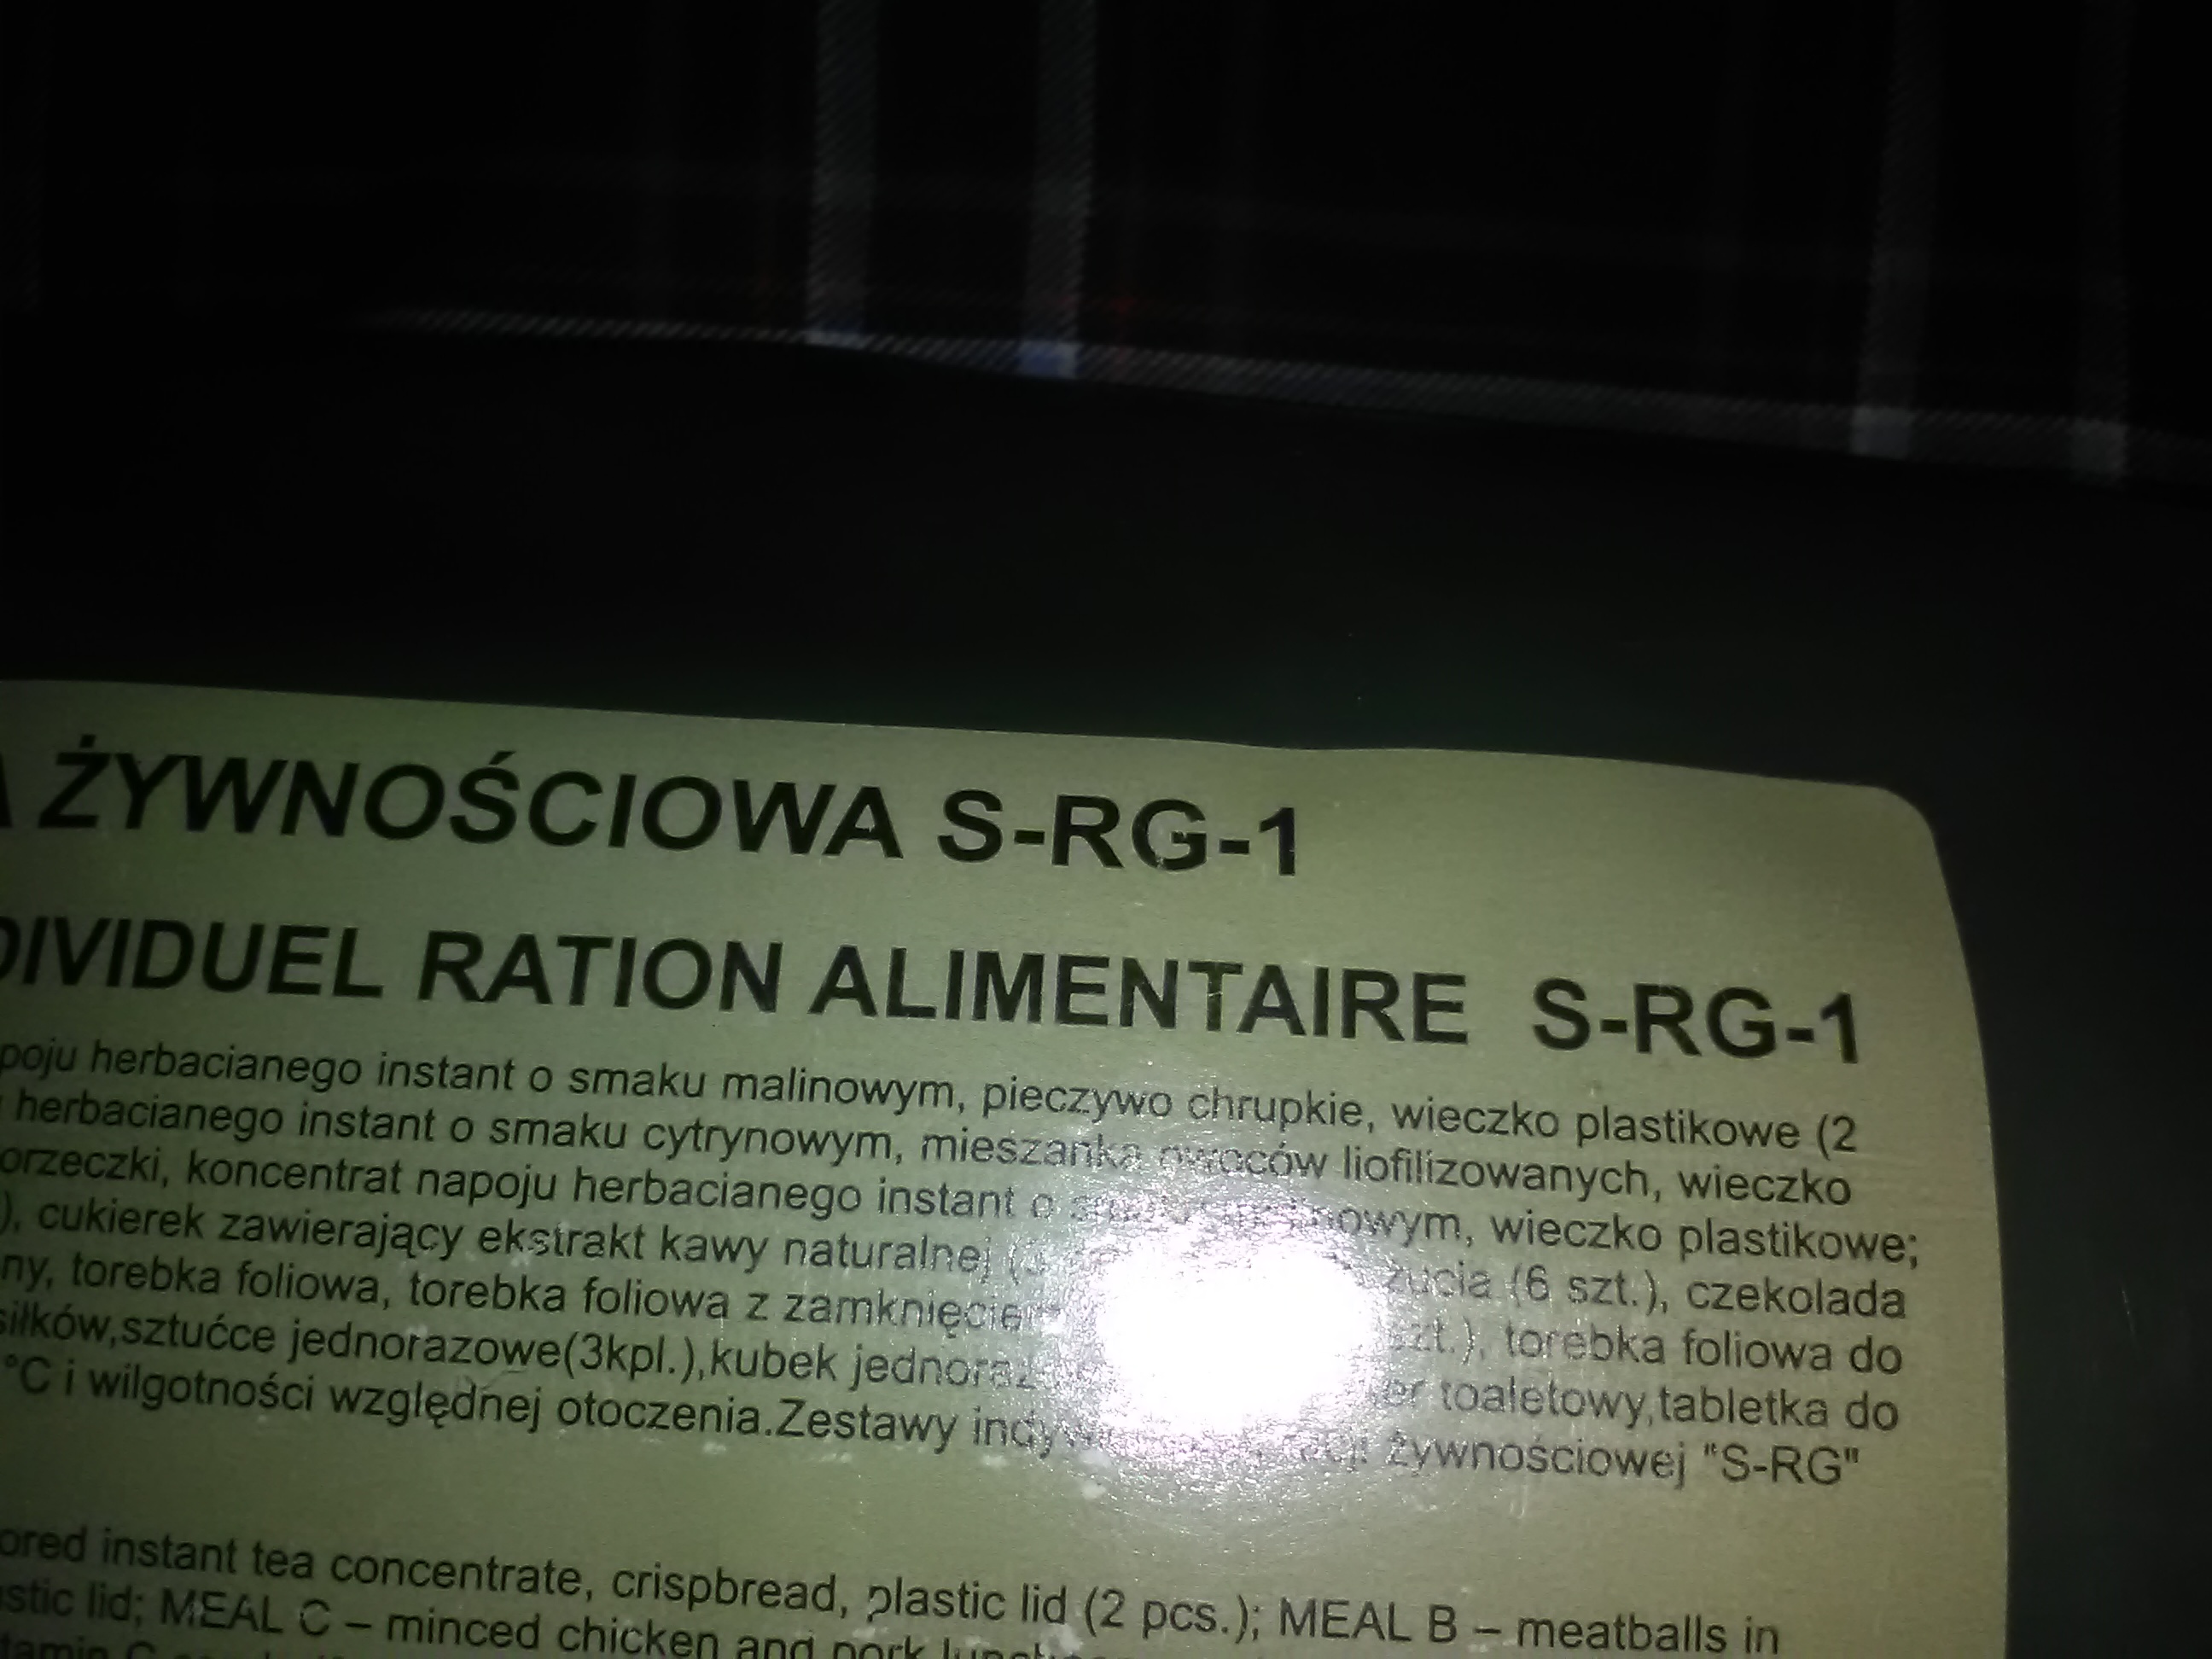 ŻYWNOŚCIOWA S-RG-1
DIVIDUEL RATION ALIMENTAIRE S-RG-1
poju herbacianego instant o smaku malinowym, pieczywo chrupkie, wieczko plastikowe (2
herbacianego instant o smaku cytrynowym, mieszanka owoców liofilizowanych, wieczko
orzeczki, koncentrat napoju herbacianego instant o owym, wieczko plastikowe;
), cukierek zawierający ekstrakt kawy naturalnej żucia (6 szt.), czekolada
ny, torebka foliowa, torebka foliowa z szt.), torebka foliowa do
siłków,sztućce jednorazowe(3kpl.),kubek toaletowy,tabletka do
°C i wilgotności względnej otoczenia.Zestawy żywnościowej "S-RG"
ored instant tea concentrate, crispbread, plastic lid (2 pcs.); MEAL B – meatballs in
stic lid; MEAL C – minced chicken and pork